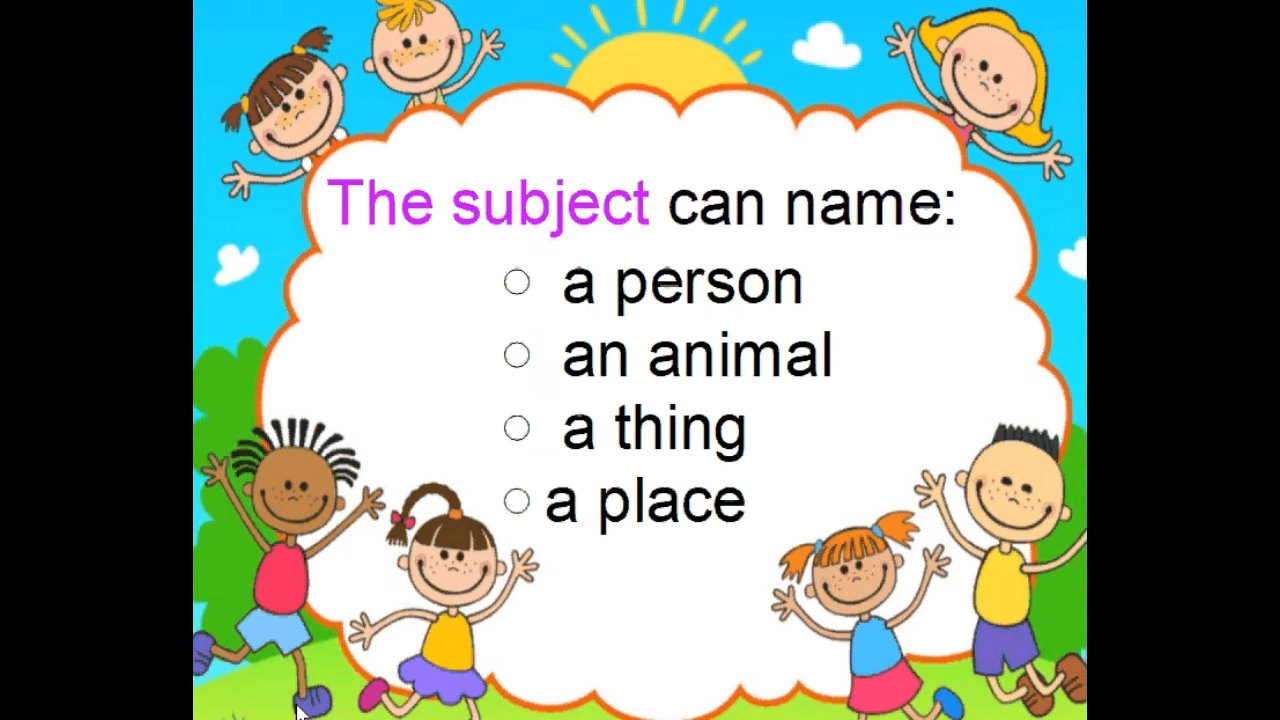 The subject can name:
○ a person
○ an animal
○ a thing
○ a place